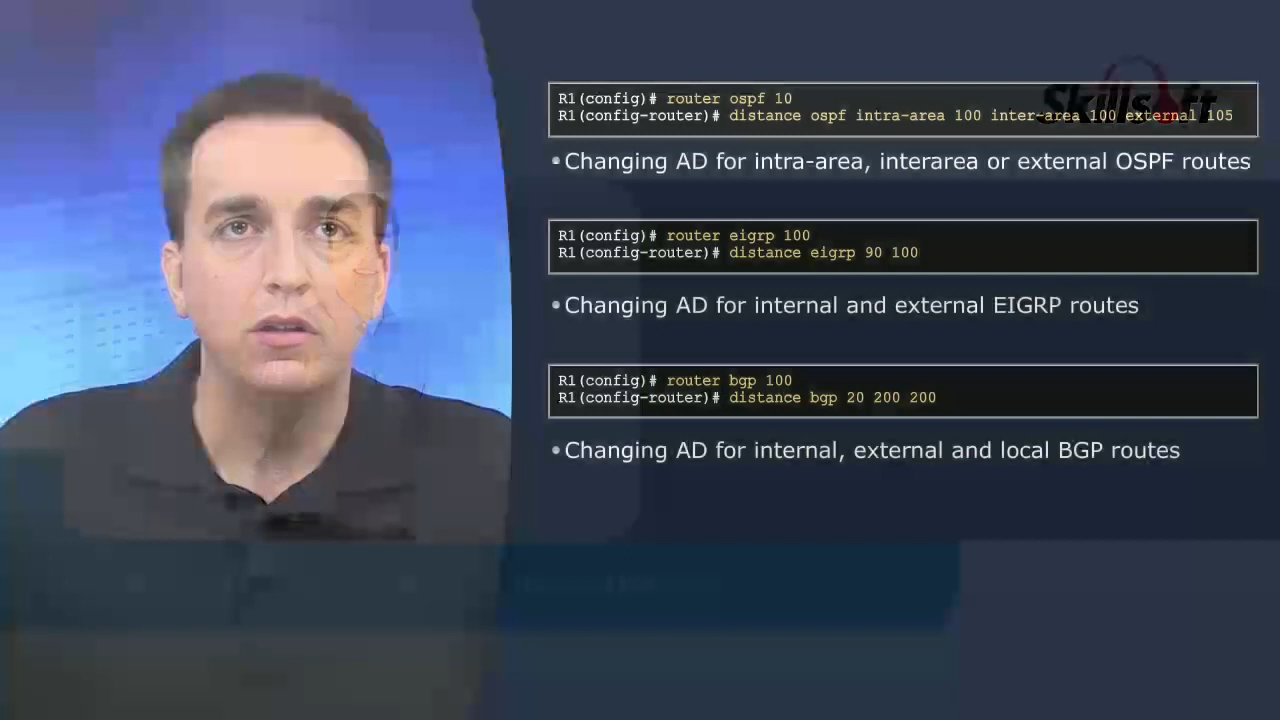 Skillsoft
R1(config)# router ospf 10
R1(config-router)# distance ospf intra-area 100 inter-area 100 external 105
•Changing AD for intra-area, interarea or external OSPF routes
R1(config)# router eigrp 100
R1(config-router)# distance eigrp 90 100
•Changing AD for internal and external EIGRP routes
R1(config)# router bgp 100
R1(config-router)# distance bgp 20 200 200
•Changing AD for internal, external and local BGP routes